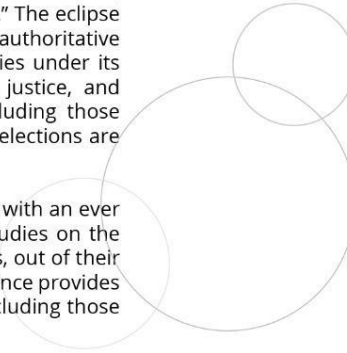 ” The eclipse
authoritative
ies under its
justice, and
luding those
elections are
with an ever
udies on the
s, out of their
nce provides
cluding those